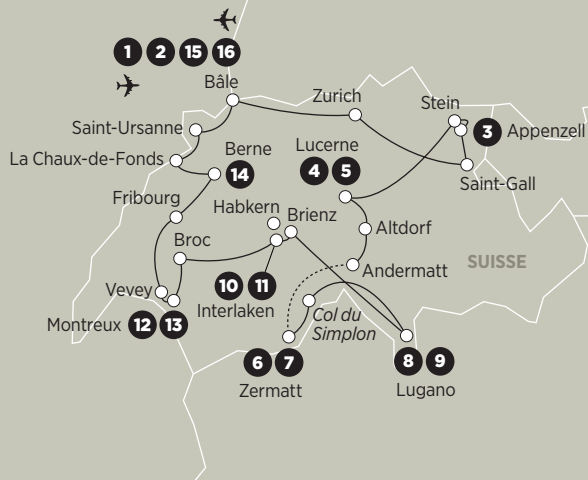 1 2 15 16
Bâle
Zurich
Stein
3 Appenzell
Saint-Ursanne
Berne
Lucerne
La Chaux-de-Fonds
14
4 5
Saint-Gall
Fribourg
Habkern
Brienz
Altdorf
Broc
Andermatt
SUISSE
Vevey
10 11
Interlaken
Montreux 12 13
Col du
Simplon
6 7
Zermatt
8 9
Lugano